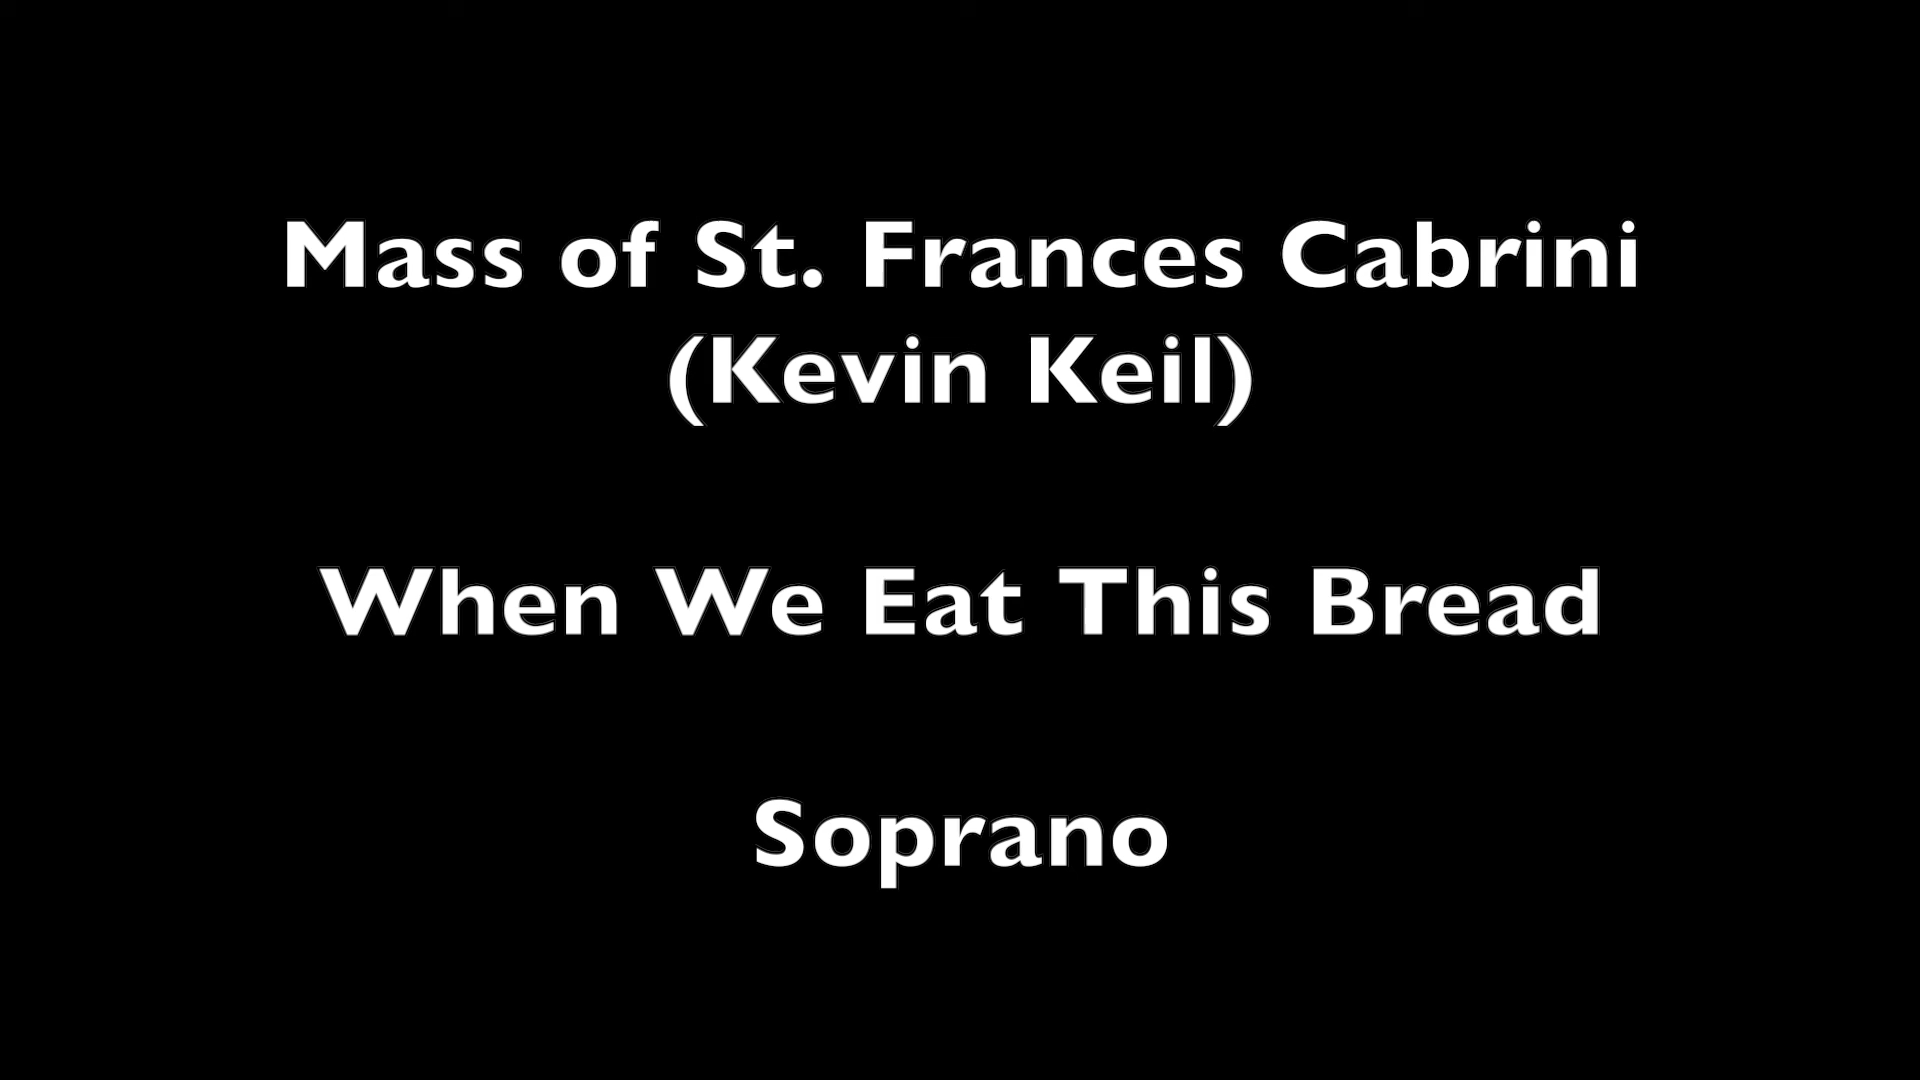 Mass of St. Frances Cabrini
(Kevin Keil)
When We Eat This Bread
Soprano